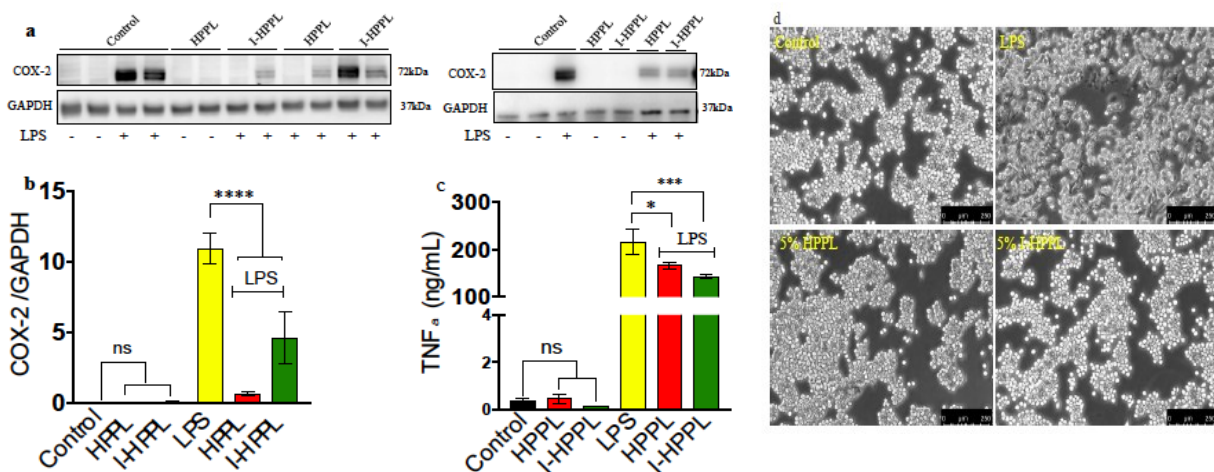 a
Control HPPL I-HPPL HPPL I-HPPL
COX-2 72kDa
GAPDH 37kDa
LPS - - + + - - - + + + + +
Control HPPL I-HPPL HPPL I-HPPL
COX-2 72kDa
GAPDH 37kDa
LPS - - + - - + +
b
COX-2 /GAPDH
15
10
5
0
ns
****
LPS
Control HPPL I-HPPL LPS HPPL I-HPPL
c
TNF a (ng/mL)
300
200
100
4
2
0
ns
*
***
LPS
Control HPPL I-HPPL LPS HPPL I-HPPL
d
Control
LPS
5% HPPL
5% I-HPPL